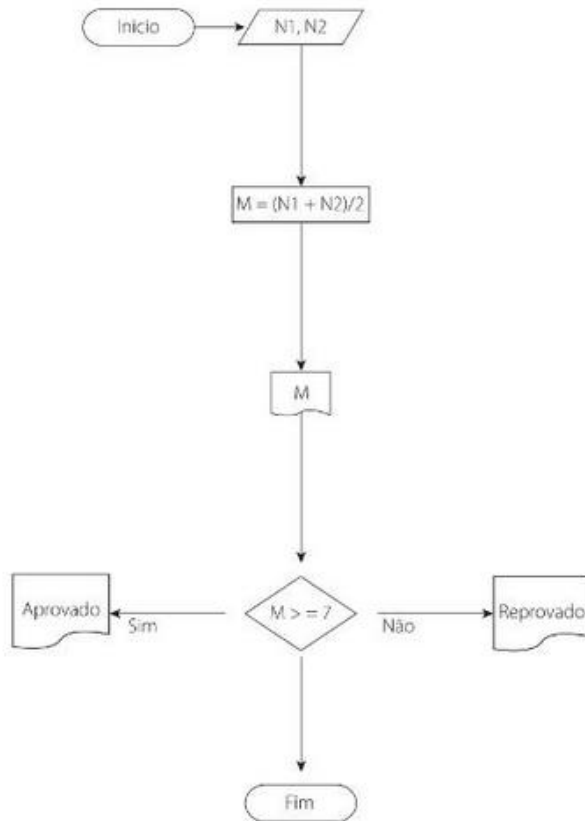 Inicio
N1, N2
M = (N1 + N2)/2
M
M > = 7
Aprovado
Sim
Não
Reprovado
Fim